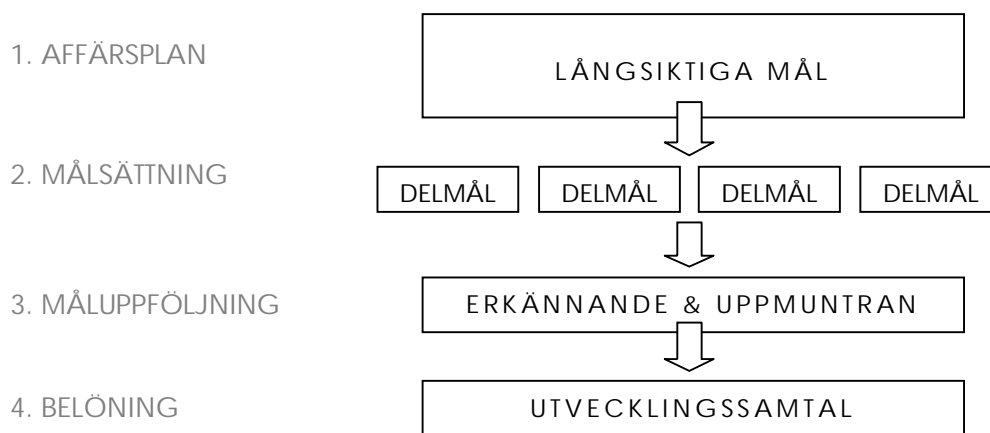 1. AFFÄRSPLAN
LÅNGSIKTIGA MÅL
2. MÅLSÄTTNING
DELMÅL DELMÅL DELMÅL DELMÅL
3. MÅLUPPFÖLJNING
ERKÄNNANDE & UPPMUNTRAN
4. BELÖNING
UTVECKLINGSSAMTAL